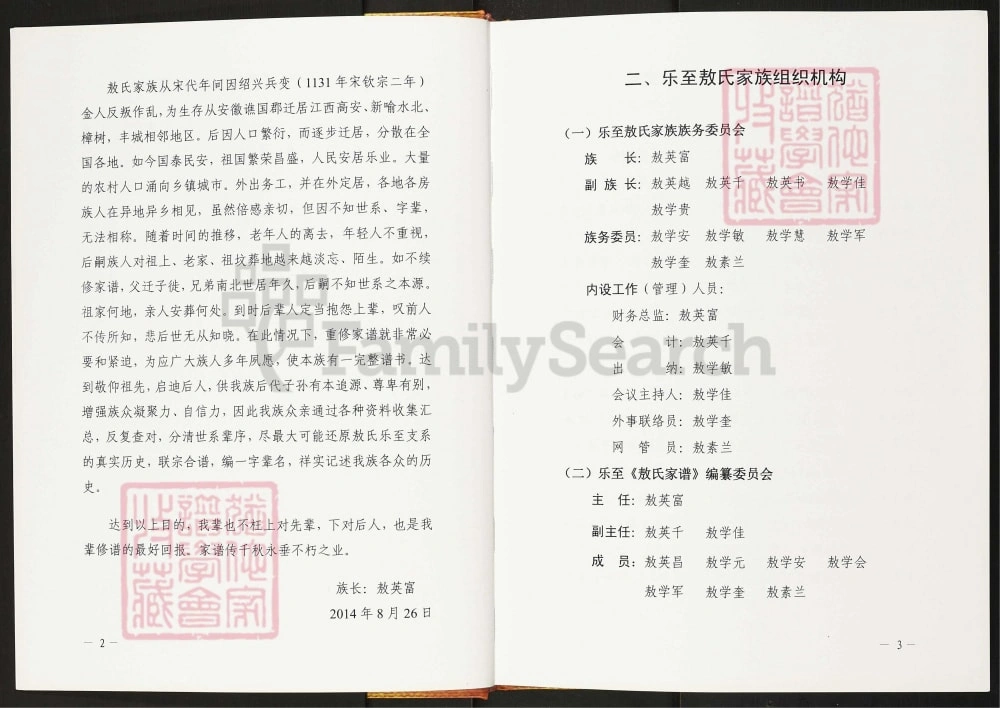 敖氏家族从宋代年间因绍兴兵变（1131年宋钦宗二年）
金人反叛作乱，为生存从安徽谯国郡迁居江西高安、新喻水北、
樟树，丰城相邻地区。后因人口繁衍，而逐步迁居，分散在全
国各地。如今国泰民安，祖国繁荣昌盛，人民安居乐业。大量
的农村人口涌向乡镇城市。外出务工，并在外定居，各地各房
族人在异地异乡相见，虽然倍感亲切，但因不知世系、字辈，
无法相称。随着时间的推移，老年人的离去，年轻人不重视，
后嗣族人对祖上、老家、祖坟葬地越来越淡忘、陌生。如不续
修家谱，父迁子徙，兄弟南北世居年久，后嗣不知世系之本源。
祖家何地，亲人安葬何处。到时后辈人定当抱怨上辈，叹前人
不传所知，悲后世无从知晓。在此情况下，重修家谱就非常必
要和紧迫，为应广大族人多年夙愿，使本族有一完整谱书。达
到敬仰祖先，启迪后人，供我族后代子孙有本追源、尊卑有别，
增强族众凝聚力、自信力，因此我族众亲通过各种资料收集汇
总，反复查对，分清世系辈序，尽最大可能还原敖氏乐至支系
的真实历史，联宗合谱，编一字辈名，祥实记述我族各众的历
史。
达到以上目的，我辈也不枉上对先辈，下对后人，也是我
辈修谱的最好回报。家谱传千秋永垂不朽之业。
族长：敖英富
2014年8月26日
— 2 —
二、乐至敖氏家族组织机构
（一）乐至敖氏家族族务委员会
族 长：敖英富
副 族 长：敖英越 敖英千 敖英书 敖学佳
敖学贵
族务委员：敖学安 敖学敏 敖学慧 敖学军
敖学奎 敖素兰
内设工作（管理）人员：
财务总监：敖英富
会 计：敖英千
出 纳：敖学敏
会议主持人：敖学佳
外事联络员：敖学奎
网 管 员：敖素兰
（二）乐至《敖氏家谱》编纂委员会
主 任：敖英富
副主任：敖英千 敖学佳
成 员：敖英昌 敖学元 敖学安 敖学会
敖学军 敖学奎 敖素兰
— 3 —
FamilySearch